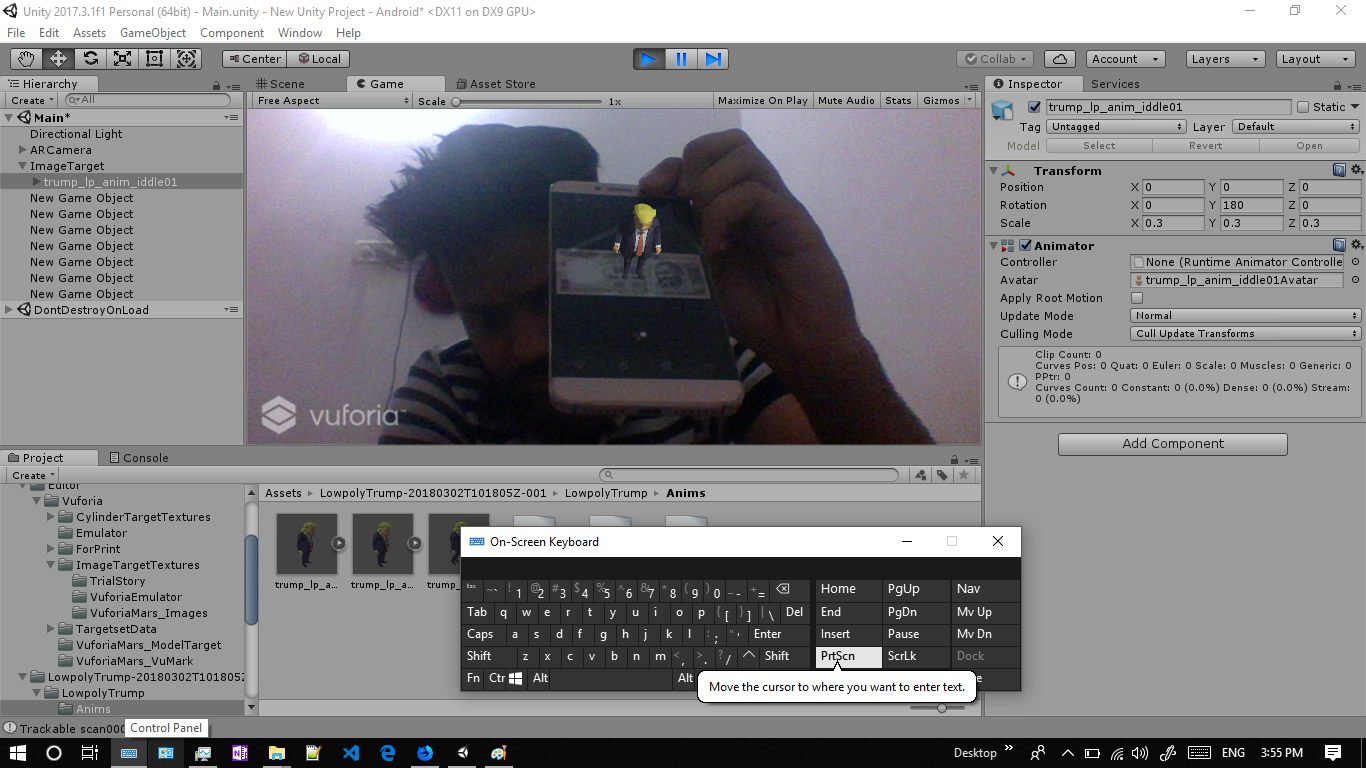 Unity 2017.3.1f1 Personal (64bit) - Main.unity - New Unity Project - Android* <DX11 on DX9 GPU>
File Edit Assets GameObject Component Window Help
Center Local Collab Account Layers Layout
Hierarchy
Create All
Main*
Directional Light
ARCamera
ImageTarget
trump_lp_anim_iddle01
New Game Object
New Game Object
New Game Object
New Game Object
New Game Object
New Game Object
New Game Object
DontDestroyOnLoad
Scene Game Asset Store
Free Aspect Scale 1x Maximize On Play Mute Audio Stats Gizmos
vuforia
Inspector Services
trump_lp_anim_iddle01 Static
Tag Untagged Layer Default
Model Select Revert Open
Transform
Position X 0 Y 0 Z 0
Rotation X 0 Y 180 Z 0
Scale X 0.3 Y 0.3 Z 0.3
Animator
Controller None (Runtime Animator Controlle
Avatar trump_lp_anim_iddle01Avatar
Apply Root Motion
Update Mode Normal
Culling Mode Cull Update Transforms
Clip Count: 0
Curves Pos: 0 Quat: 0 Euler: 0 Scale: 0 Muscles: 0 Generic: 0
PPtr: 0
Curves Count: 0 Constant: 0 (0.0%) Dense: 0 (0.0%) Stream:
0 (0.0%)
Add Component
Project Console
Create
Editor
Vuforia
CylinderTargetTextures
Emulator
ForPrint
ImageTargetTextures
TrialStory
VuforiaEmulator
VuforiaMars_Images
TargetsetData
VuforiaMars_ModelTarget
VuforiaMars_VuMark
LowpolyTrump-20180302T101805Z
LowpolyTrump
Anims
Assets LowpolyTrump-20180302T101805Z-001 LowpolyTrump Anims
trump_lp_a... trump_lp_a... trump_
On-Screen Keyboard
Esc ~ ` ! 1 @ 2 # 3 $ 4 % 5 ^ 6 & 7 * 8 ( 9 ) 0 _ - + = Home PgUp Nav
Tab q w e r t y u i o p { [ } ] | \ Del End PgDn Mv Up
Caps a s d f g h j k l : ; " ' Enter Insert Pause Mv Dn
Shift z x c v b n m < , > . ? / ^ Shift PrtScn ScrLk Dock
Fn Ctr Alt Alt
Move the cursor to where you want to enter text.
Trackable scan000
Control Panel
Desktop ENG 3:55 PM